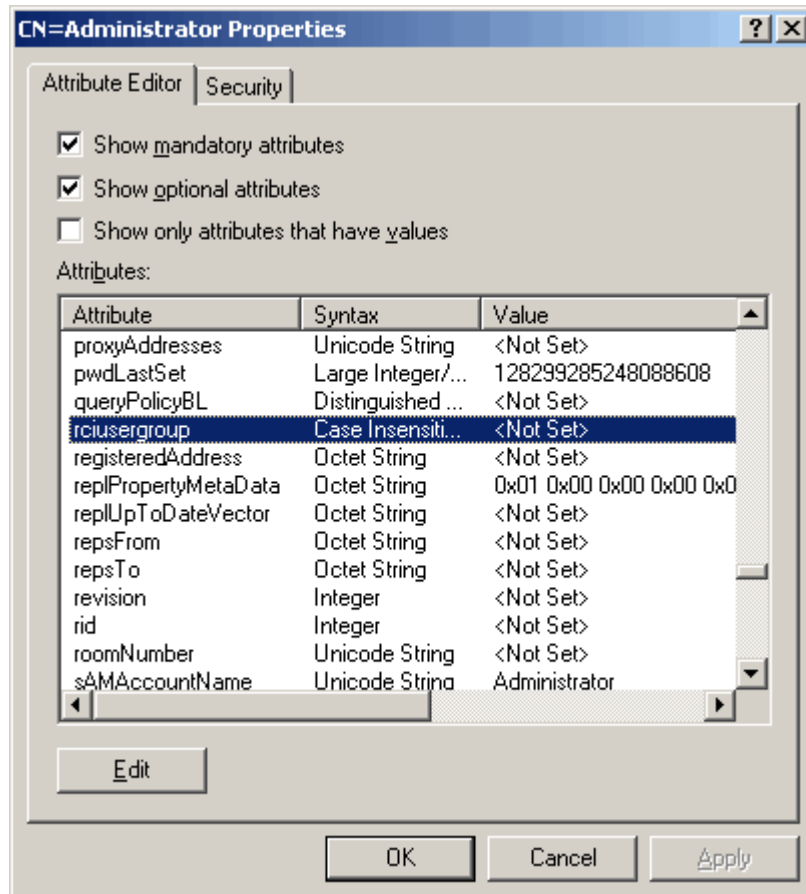 CN=Administrator Properties
Attribute Editor Security
Show mandatory attributes
Show optional attributes
Show only attributes that have values
Attributes:
Attribute Syntax Value
proxyAddresses Unicode String <Not Set>
pwdLastSet Large Integer/... 128299285248088608
queryPolicyBL Distinguished ... <Not Set>
rciusergroup Case Insensiti... <Not Set>
registeredAddress Octet String <Not Set>
replPropertyMetaData Octet String 0x01 0x00 0x00 0x00 0x0
replUpToDateVector Octet String <Not Set>
repsFrom Octet String <Not Set>
repsTo Octet String <Not Set>
revision Integer <Not Set>
rid Integer <Not Set>
roomNumber Unicode String <Not Set>
sAMAccountName Unicode String Administrator
Edit
OK Cancel Apply